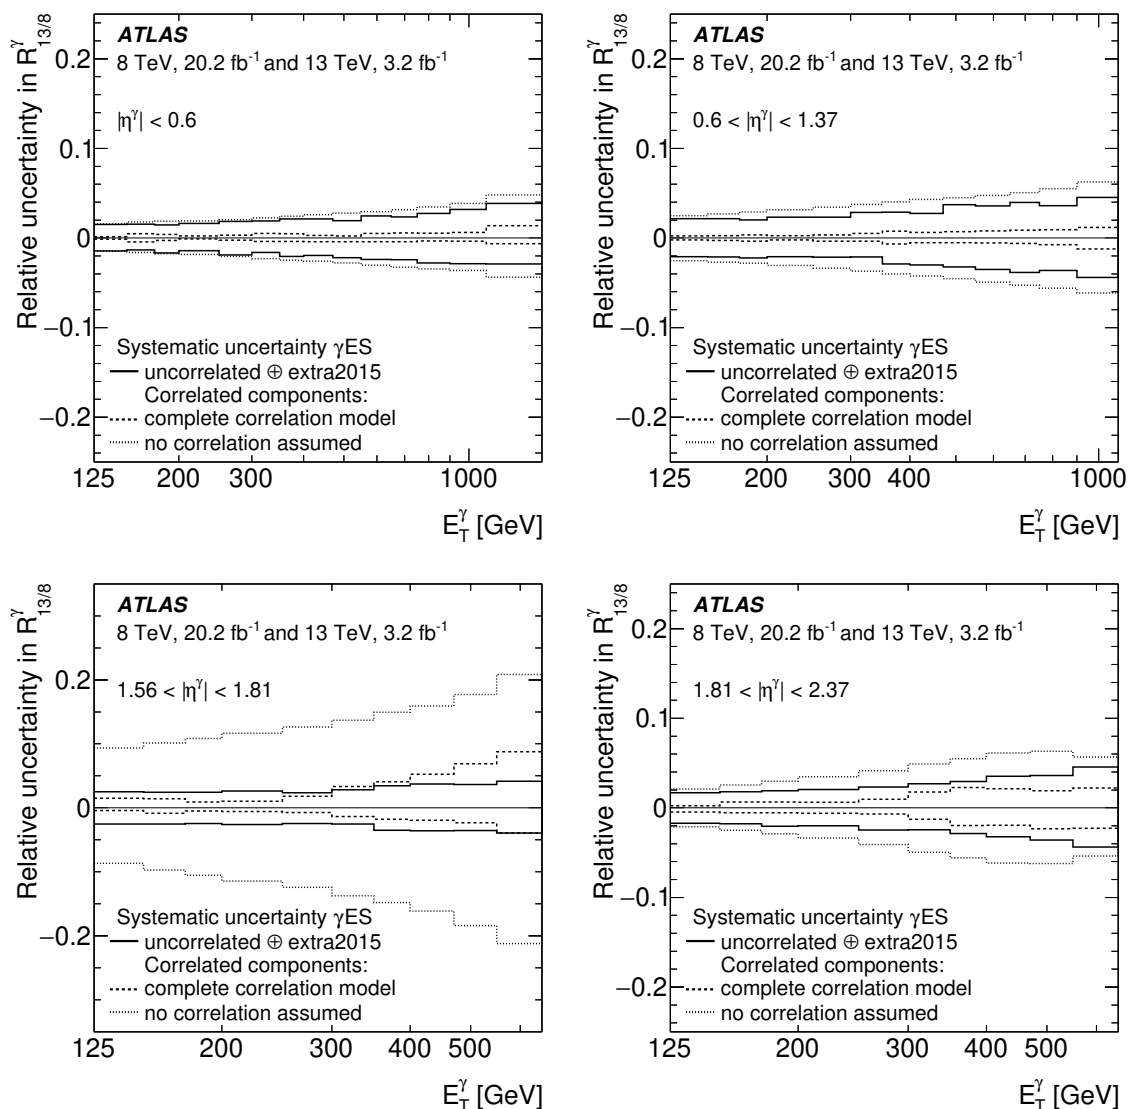 Relative uncertainty in R^γ_13/8
ATLAS
8 TeV, 20.2 fb⁻¹ and 13 TeV, 3.2 fb⁻¹
|η^γ| < 0.6
0.2
0.1
0
−0.1
−0.2
Systematic uncertainty γES
uncorrelated ⊕ extra2015
Correlated components:
complete correlation model
no correlation assumed
125 200 300 1000
E_T^γ [GeV]
Relative uncertainty in R^γ_13/8
ATLAS
8 TeV, 20.2 fb⁻¹ and 13 TeV, 3.2 fb⁻¹
0.6 < |η^γ| < 1.37
0.2
0.1
0
−0.1
−0.2
Systematic uncertainty γES
uncorrelated ⊕ extra2015
Correlated components:
complete correlation model
no correlation assumed
125 200 300 400 1000
E_T^γ [GeV]
Relative uncertainty in R^γ_13/8
ATLAS
8 TeV, 20.2 fb⁻¹ and 13 TeV, 3.2 fb⁻¹
1.56 < |η^γ| < 1.81
0.2
0
−0.2
Systematic uncertainty γES
uncorrelated ⊕ extra2015
Correlated components:
complete correlation model
no correlation assumed
125 200 300 400 500
E_T^γ [GeV]
Relative uncertainty in R^γ_13/8
ATLAS
8 TeV, 20.2 fb⁻¹ and 13 TeV, 3.2 fb⁻¹
1.81 < |η^γ| < 2.37
0.2
0.1
0
−0.1
−0.2
Systematic uncertainty γES
uncorrelated ⊕ extra2015
Correlated components:
complete correlation model
no correlation assumed
125 200 300 400 500
E_T^γ [GeV]